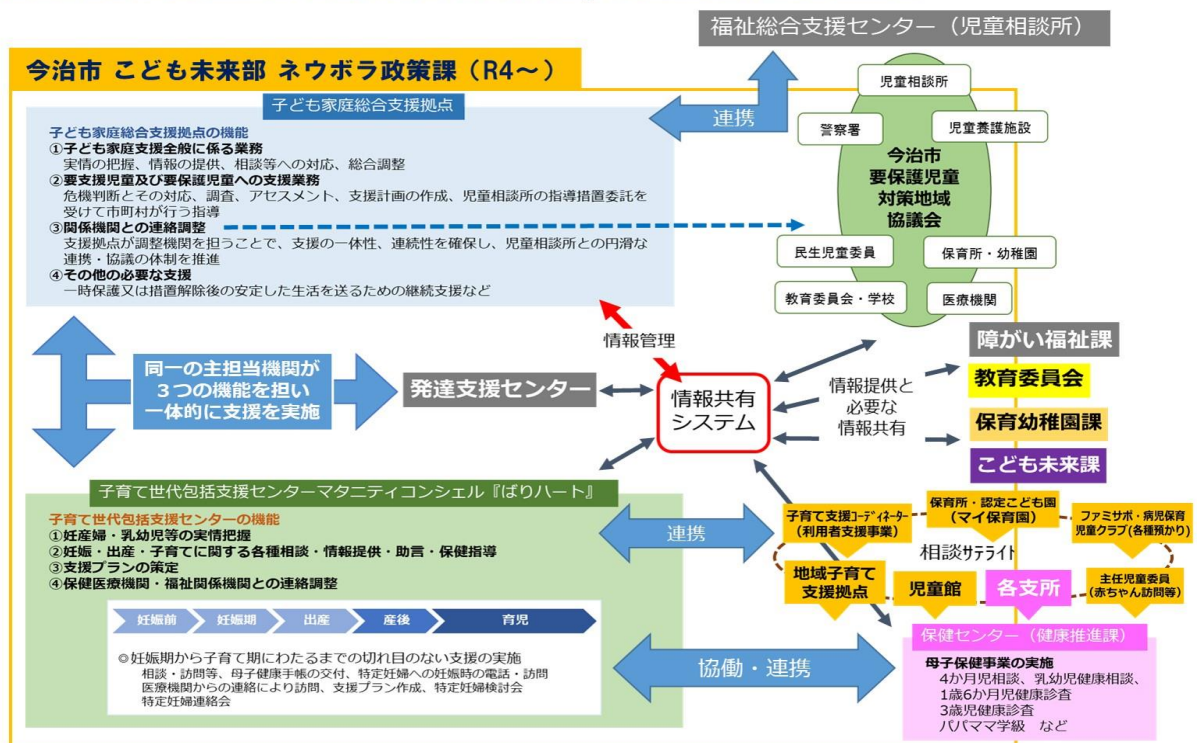 福祉総合支援センター（児童相談所）
今治市 こども未来部 ネウボラ政策課（R4～）
子ども家庭総合支援拠点
子ども家庭総合支援拠点の機能
①子ども家庭支援全般に係る業務
実情の把握、情報の提供、相談等への対応、総合調整
②要支援児童及び要保護児童への支援業務
危機判断とその対応、調査、アセスメント、支援計画の作成、児童相談所の指導措置委託を
受けて市町村が行う指導
③関係機関との連絡調整
支援拠点が調整機関を担うことで、支援の一体性、連続性を確保し、児童相談所との円滑な
連携・協議の体制を推進
④その他の必要な支援
一時保護又は措置解除後の安定した生活を送るための継続支援など
連携
児童相談所
警察署
児童養護施設
今治市
要保護児童
対策地域
協議会
民生児童委員
保育所・幼稚園
教育委員会・学校
医療機関
同一の主担当機関が
３つの機能を担い
一体的に支援を実施
発達支援センター
情報管理
情報共有
システム
情報提供と
必要な
情報共有
障がい福祉課
教育委員会
保育幼稚園課
こども未来課
子育て世代包括支援センターマタニティコンシェル『ばりハート』
子育て世代包括支援センターの機能
①妊産婦・乳幼児等の実情把握
②妊娠・出産・子育てに関する各種相談・情報提供・助言・保健指導
③支援プランの策定
④保健医療機関・福祉関係機関との連絡調整
妊娠前
妊娠期
出産
産後
育児
◎妊娠期から子育て期にわたるまでの切れ目のない支援の実施
相談・訪問等、母子健康手帳の交付、特定妊婦への妊娠時の電話・訪問
医療機関からの連絡により訪問、支援プラン作成、特定妊婦検討会
特定妊婦連絡会
連携
子育て支援ｺｰﾃﾞｨﾈｰﾀｰ
(利用者支援事業)
保育所・認定こども園
(マイ保育園)
ファミサポ・病児保育
児童クラブ(各種預かり)
相談ｻﾃﾗｲﾄ
地域子育て
支援拠点
児童館
各支所
主任児童委員
(赤ちゃん訪問等)
協働・連携
保健センター（健康推進課）
母子保健事業の実施
4か月児相談、乳幼児健康相談、
1歳6か月児健康診査
3歳児健康診査
パパママ学級　など